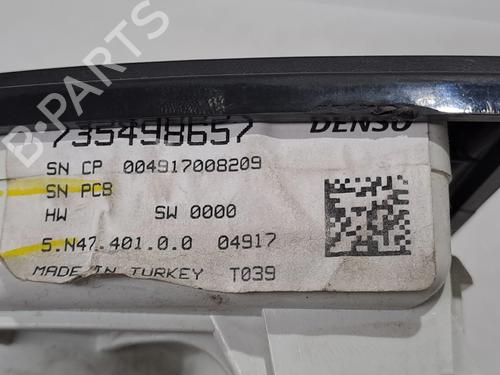 735498657 DENSO
SN CP 004917008209
SN PCB
HW SW 0000
5.N47.401.0.0 04917
MADE IN TURKEY T039
B-PARTS